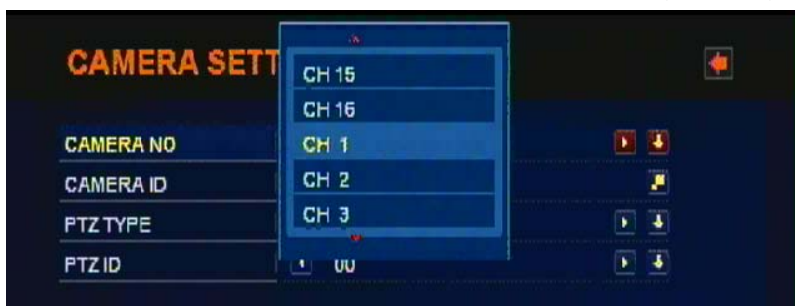 CAMERA SETT
CH 15
CH 16
CAMERA NO
CH 1
CAMERA ID
CH 2
PTZ TYPE
CH 3
PTZ ID
00